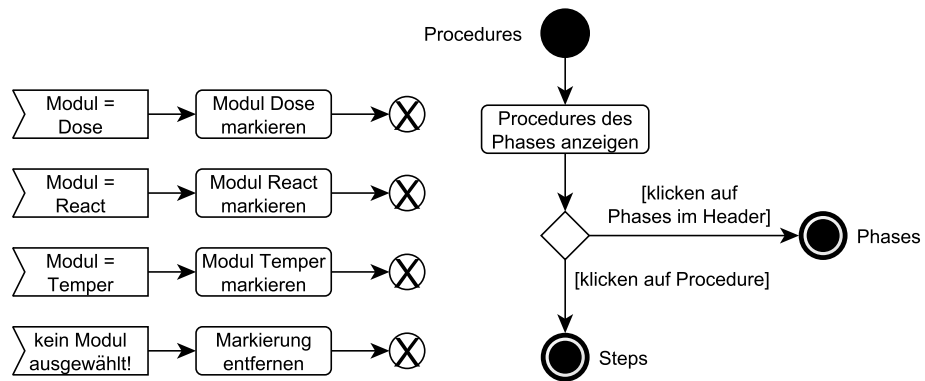 Procedures
Modul =
Dose
Modul Dose
markieren
Procedures des
Phases anzeigen
Modul =
React
Modul React
markieren
[klicken auf
Phases im Header]
Phases
Modul =
Temper
Modul Temper
markieren
[klicken auf Procedure]
kein Modul
ausgewählt!
Markierung
entfernen
Steps